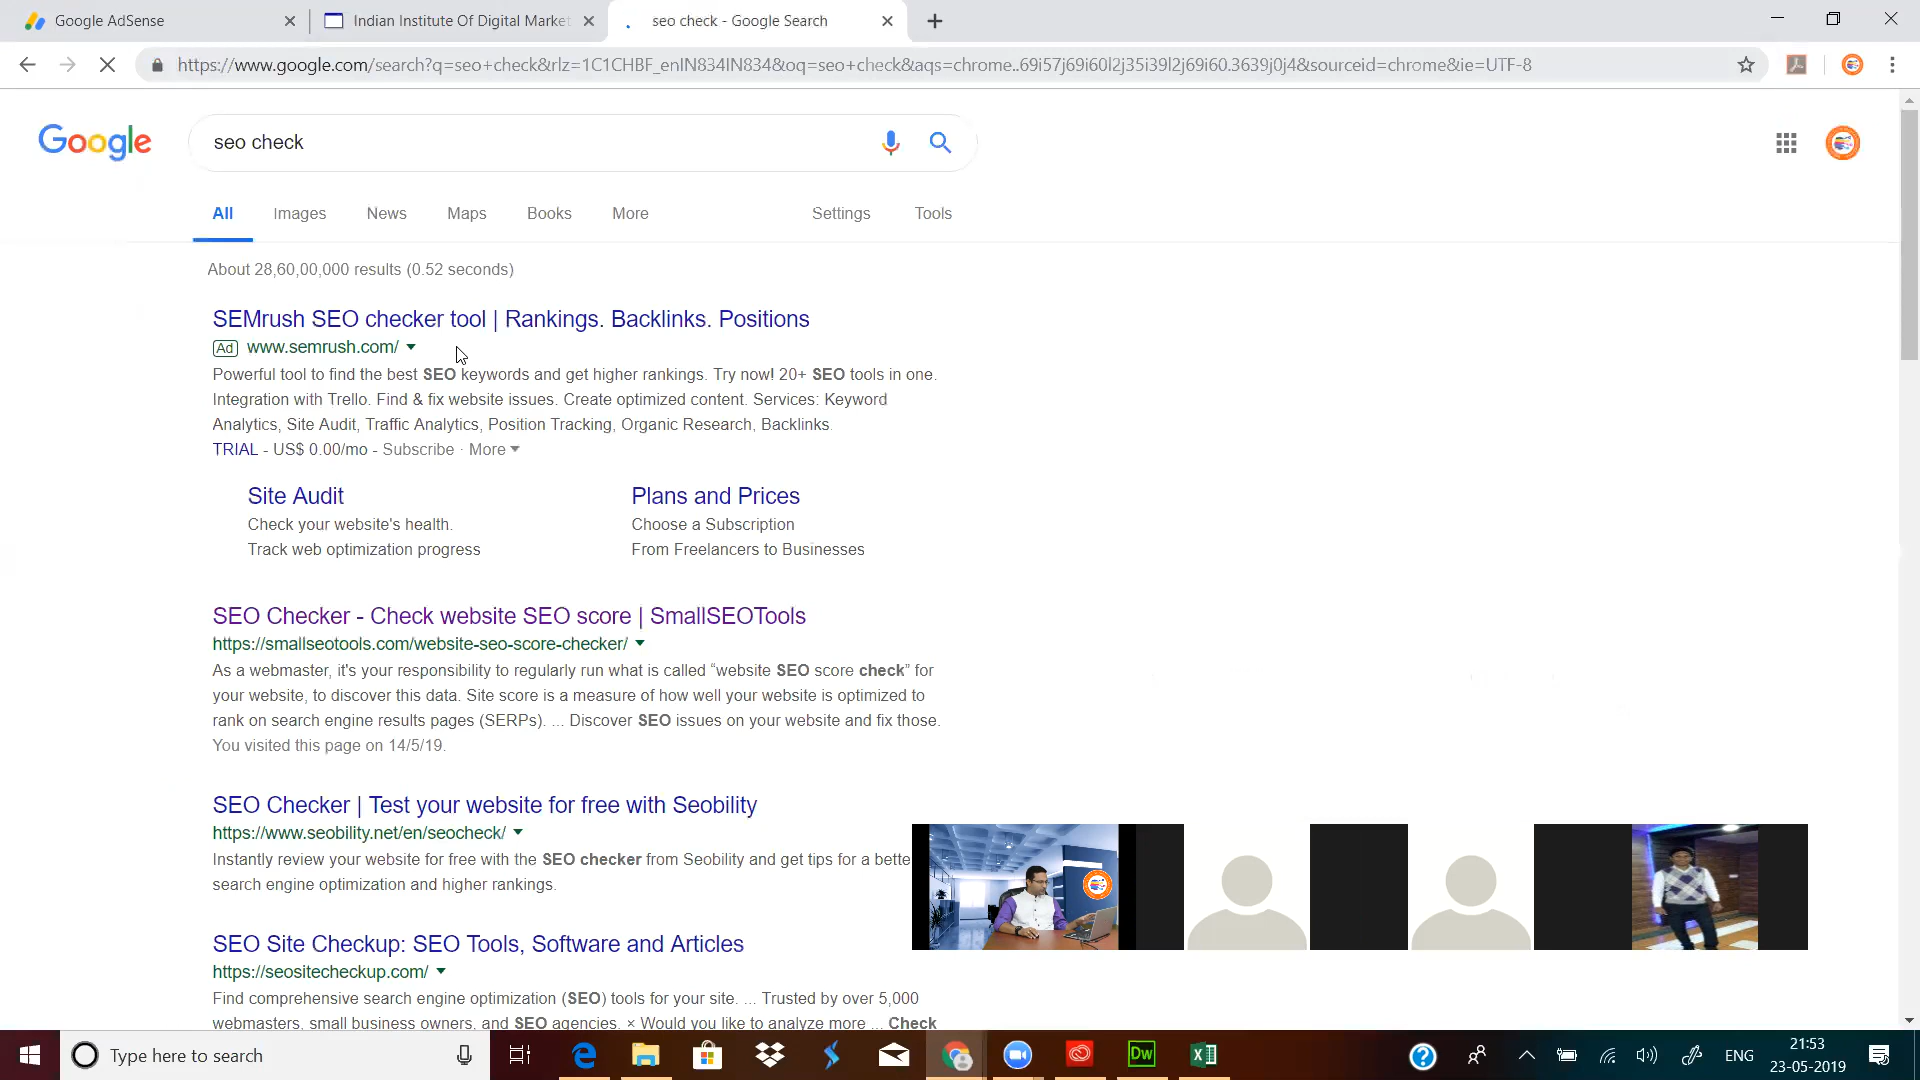 Google AdSense
Indian Institute Of Digital Market
seo check - Google Search
https://www.google.com/search?q=seo+check&rlz=1C1CHBF_enIN834IN834&oq=seo+check&aqs=chrome..69i57j69i60l2j35i39l2j69i60.3639j0j4&sourceid=chrome&ie=UTF-8
Google
seo check
All
Images
News
Maps
Books
More
Settings
Tools
About 28,60,00,000 results (0.52 seconds)
SEMrush SEO checker tool | Rankings. Backlinks. Positions
Ad www.semrush.com/
Powerful tool to find the best SEO keywords and get higher rankings. Try now! 20+ SEO tools in one.
Integration with Trello. Find & fix website issues. Create optimized content. Services: Keyword
Analytics, Site Audit, Traffic Analytics, Position Tracking, Organic Research, Backlinks.
TRIAL - US$ 0.00/mo - Subscribe · More
Site Audit
Check your website's health.
Track web optimization progress
Plans and Prices
Choose a Subscription
From Freelancers to Businesses
SEO Checker - Check website SEO score | SmallSEOTools
https://smallseotools.com/website-seo-score-checker/
As a webmaster, it's your responsibility to regularly run what is called “website SEO score check” for
your website, to discover this data. Site score is a measure of how well your website is optimized to
rank on search engine results pages (SERPs). ... Discover SEO issues on your website and fix those.
You visited this page on 14/5/19.
SEO Checker | Test your website for free with Seobility
https://www.seobility.net/en/seocheck/
Instantly review your website for free with the SEO checker from Seobility and get tips for a bette
search engine optimization and higher rankings.
SEO Site Checkup: SEO Tools, Software and Articles
https://seositecheckup.com/
Find comprehensive search engine optimization (SEO) tools for your site. ... Trusted by over 5,000
webmasters, small business owners, and SEO agencies. × Would you like to analyze more ... Check
Type here to search
Dw
ENG
21:53
23-05-2019